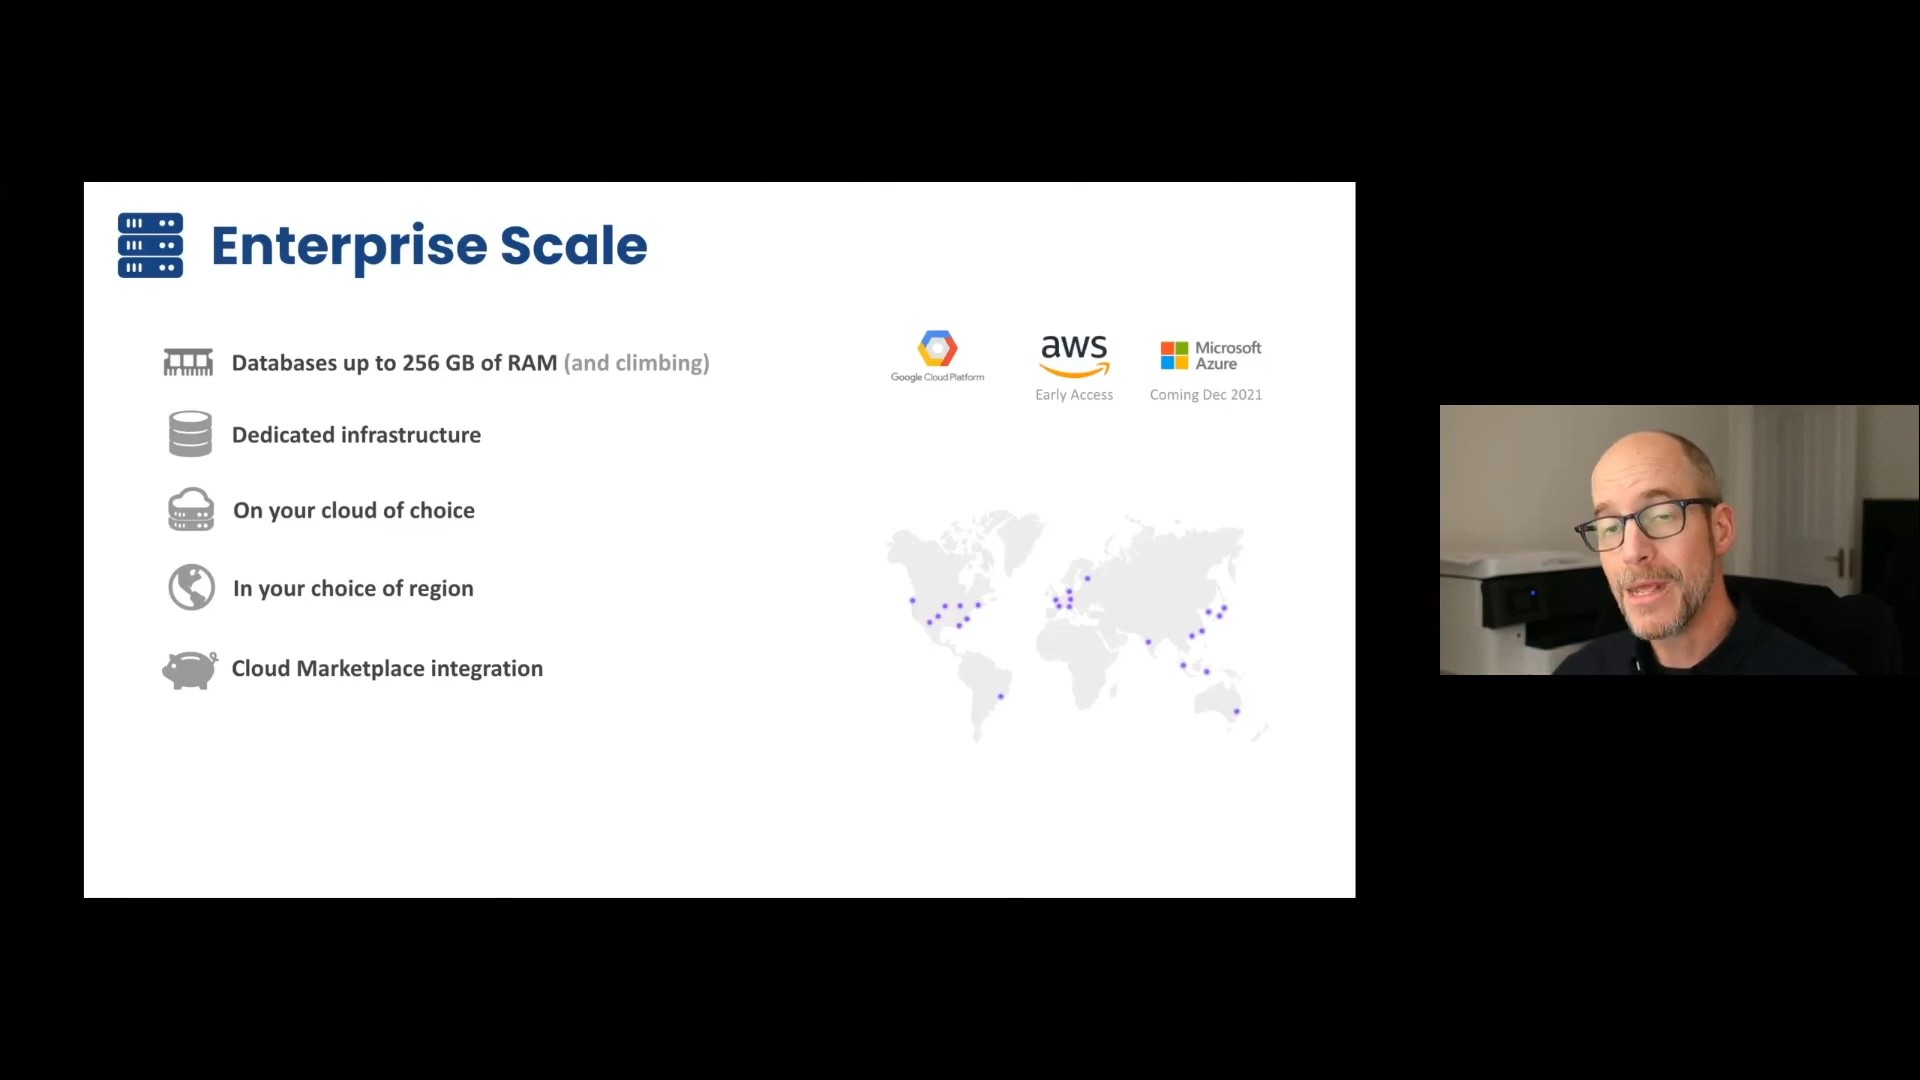 Enterprise Scale
Databases up to 256 GB of RAM (and climbing)
Dedicated infrastructure
On your cloud of choice
In your choice of region
Cloud Marketplace integration
Google Cloud Platform
aws
Early Access
Microsoft
Azure
Coming Dec 2021